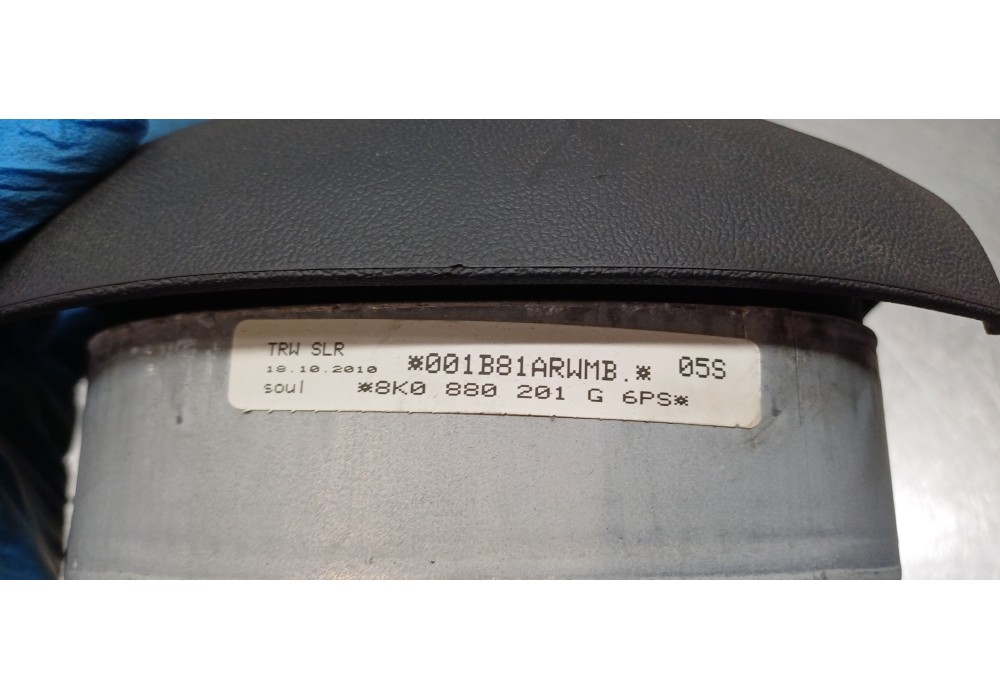 TRW SLR
18.10.2010 *001B81ARWMB.* 05S
soul *8K0 880 201 G 6PS*